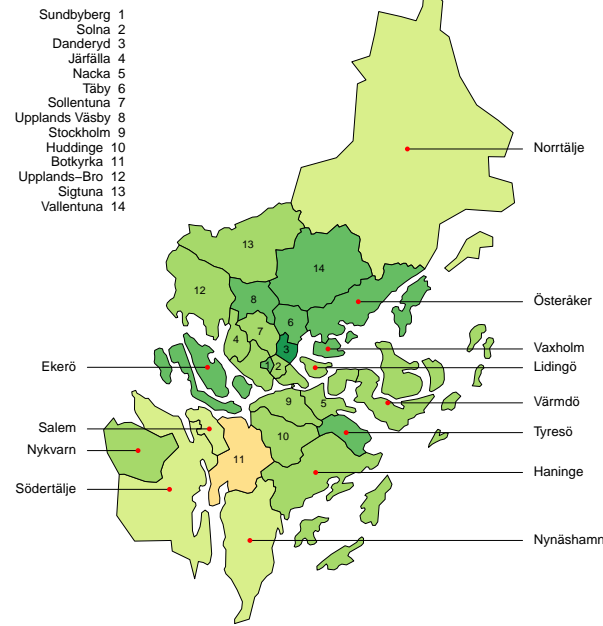 Sundbyberg 1
Solna 2
Danderyd 3
Järfälla 4
Nacka 5
Täby 6
Sollentuna 7
Upplands Väsby 8
Stockholm 9
Huddinge 10
Botkyrka 11
Upplands−Bro 12
Sigtuna 13
Vallentuna 14
Norrtälje
13
14
12
8
Österåker
6
7
4
3
Vaxholm
1
2
Ekerö
Lidingö
9
5
Värmdö
Salem
Tyresö
10
Nykvarn
11
Haninge
Södertälje
Nynäshamn